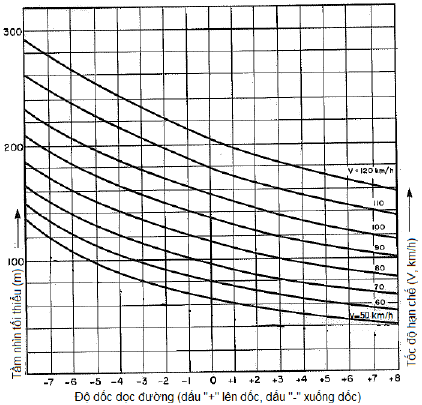 300
200
100
Tầm nhìn tối thiểu (m)
V=120 km/h
110
100
90
80
70
60
V=50 km/h
Tốc độ hạn chế (V, km/h)
-7 -6 -5 -4 -3 -2 -1 0 +1 +2 +3 +4 +5 +6 +7 +8
Độ dốc dọc đường (dấu "+" lên dốc, dấu "-" xuống dốc)